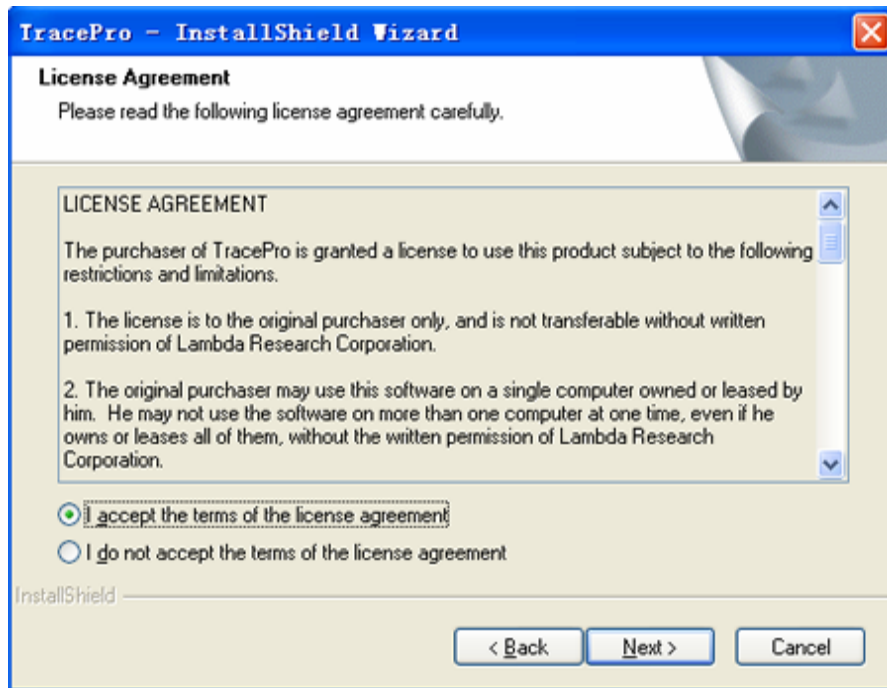 TracePro - InstallShield Wizard
License Agreement
Please read the following license agreement carefully.
LICENSE AGREEMENT
The purchaser of TracePro is granted a license to use this product subject to the following
restrictions and limitations.
1. The license is to the original purchaser only, and is not transferable without written
permission of Lambda Research Corporation.
2. The original purchaser may use this software on a single computer owned or leased by
him. He may not use the software on more than one computer at one time, even if he
owns or leases all of them, without the written permission of Lambda Research
Corporation.
I accept the terms of the license agreement
I do not accept the terms of the license agreement
InstallShield
< Back Next > Cancel